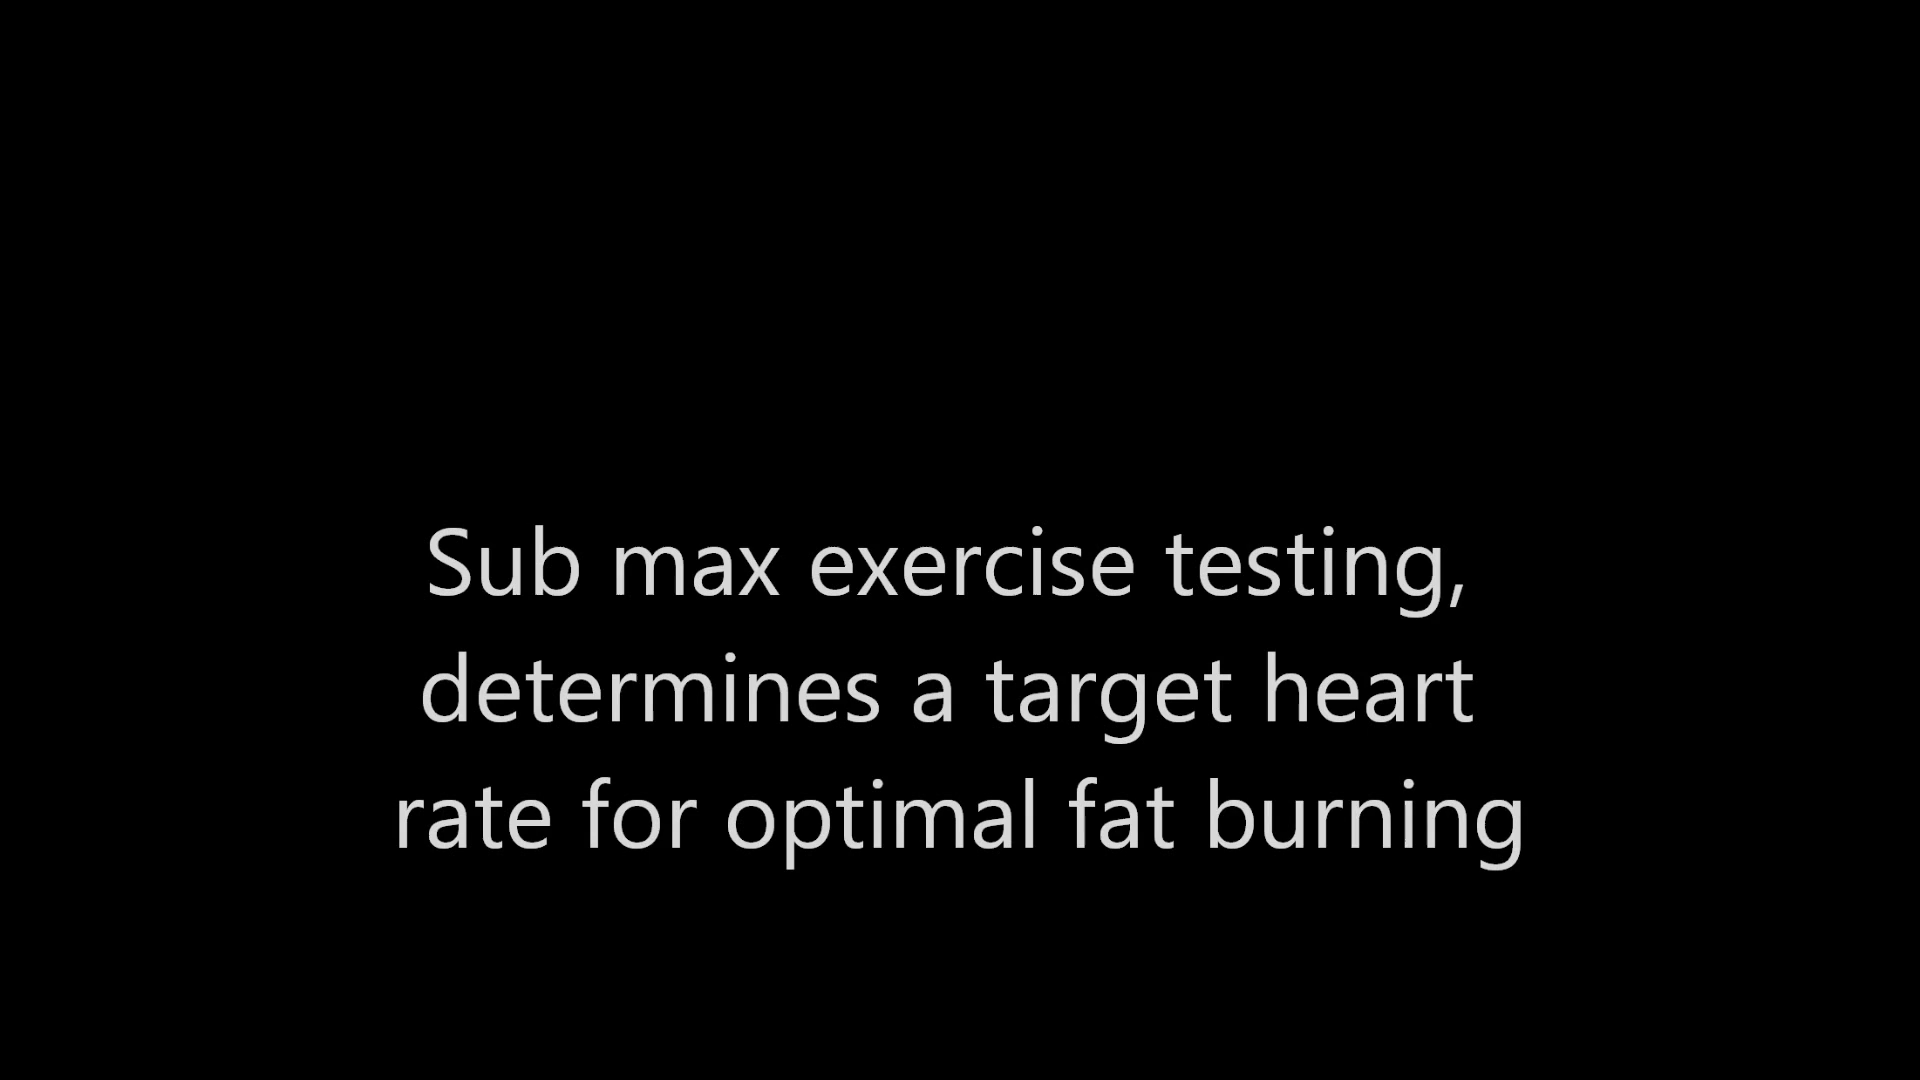 Sub max exercise testing,
determines a target heart
rate for optimal fat burning